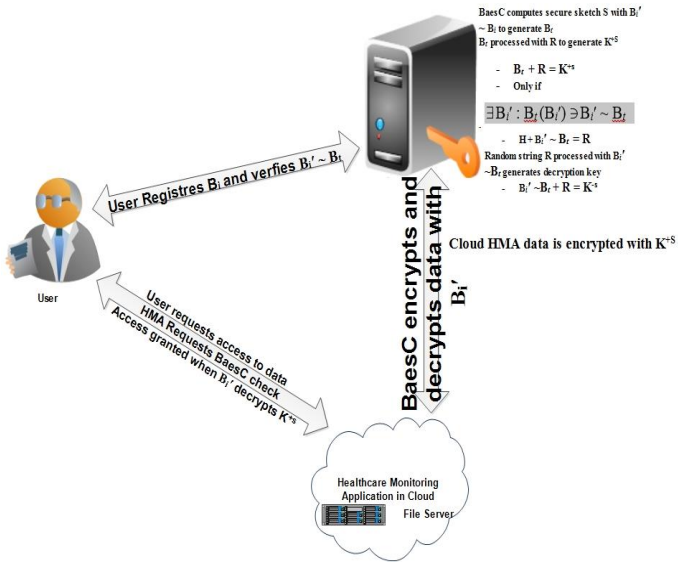 BaesC computes secure sketch S with Bᵢ′
~ Bᵢ to generate Bₜ
Bₜ processed with R to generate K⁺ˢ
- Bₜ + R = K⁺ˢ
- Only if
∃Bᵢ′ : Bₜ(Bᵢ′) ∋ Bᵢ′ ~ Bₜ
- H + Bᵢ′ ~ Bₜ = R
Random string R processed with Bᵢ′
~Bₜ generates decryption key
- Bᵢ′ ~Bₜ + R = K⁻ˢ
User Registres Bᵢ and verfies Bᵢ′ ~ Bₜ
User
BaesC encrypts and
decrypts data with
Bᵢ′
Cloud HMA data is encrypted with K⁺ˢ
User requests access to data
HMA Requests BaesC check
Access granted when Bᵢ′ decrypts K⁺ˢ
Healthcare Monitoring
Application in Cloud
File Server